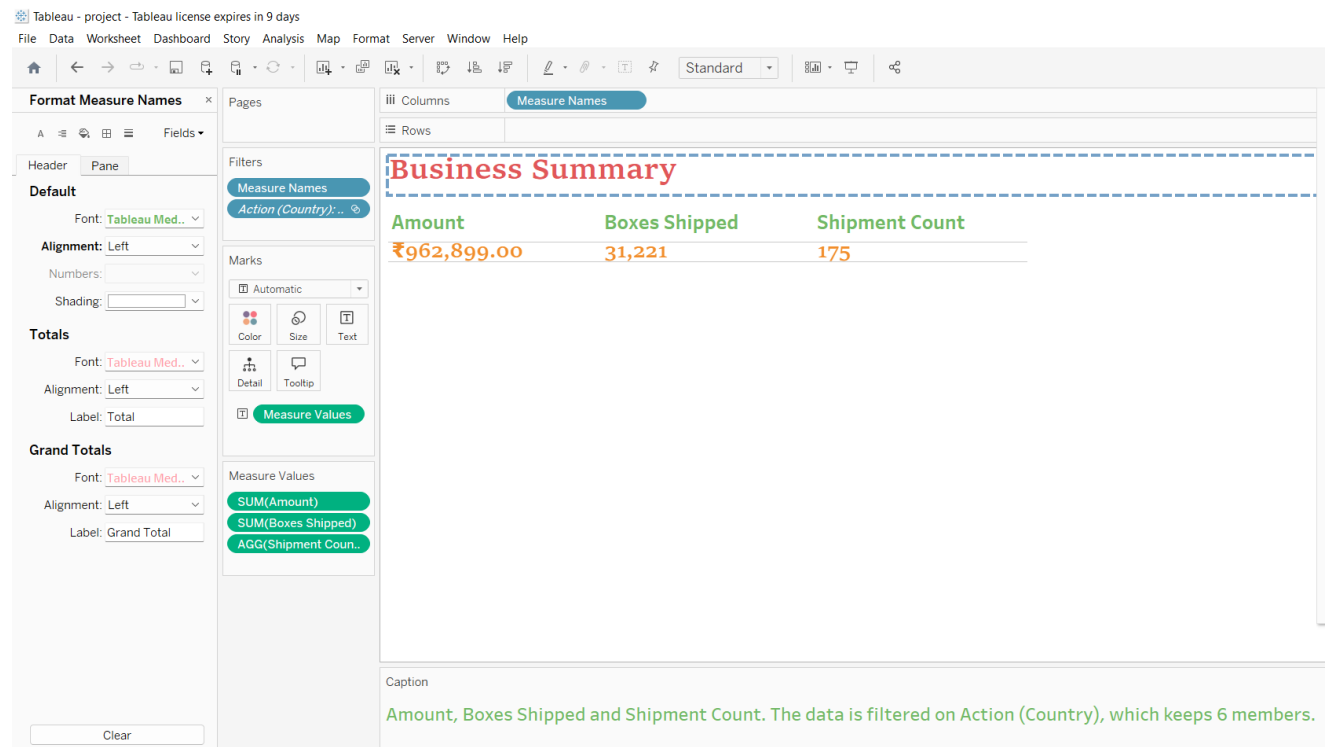 Tableau - project - Tableau license expires in 9 days
File Data Worksheet Dashboard Story Analysis Map Format Server Window Help
Standard
Format Measure Names ×
Fields
Header Pane
Default
Font: Tableau Med..
Alignment: Left
Numbers:
Shading:
Totals
Font: Tableau Med..
Alignment: Left
Label: Total
Grand Totals
Font: Tableau Med..
Alignment: Left
Label: Grand Total
Clear
Pages
Filters
Measure Names
Action (Country): ..
Marks
Automatic
Color Size Text
Detail Tooltip
Measure Values
Measure Values
SUM(Amount)
SUM(Boxes Shipped)
AGG(Shipment Coun..
Columns Measure Names
Rows
Business Summary
Amount Boxes Shipped Shipment Count
₹962,899.00 31,221 175
Caption
Amount, Boxes Shipped and Shipment Count. The data is filtered on Action (Country), which keeps 6 members.